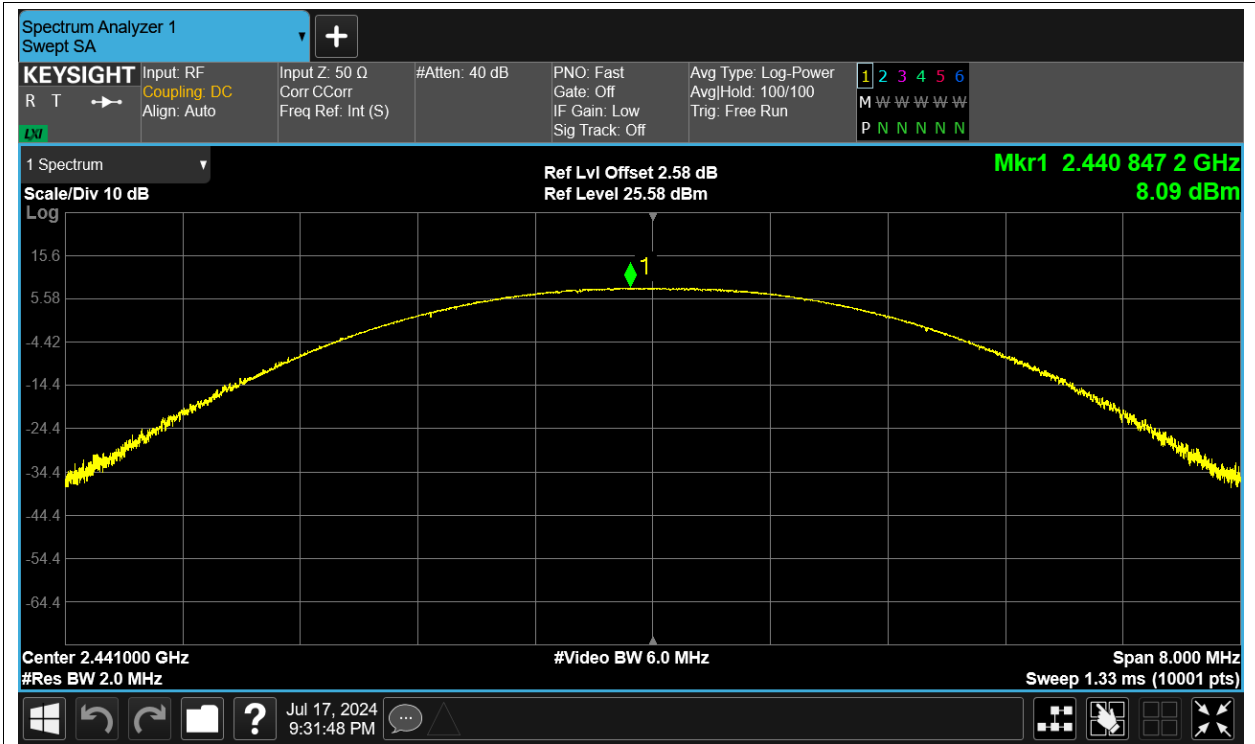 Spectrum Analyzer 1
Swept SA
KEYSIGHT
R T
LXI
Input: RF
Coupling: DC
Align: Auto
Input Z: 50 Ω
Corr CCorr
Freq Ref: Int (S)
#Atten: 40 dB
PNO: Fast
Gate: Off
IF Gain: Low
Sig Track: Off
Avg Type: Log-Power
Avg|Hold: 100/100
Trig: Free Run
1 2 3 4 5 6
M W W W W W
P N N N N N
1 Spectrum
Scale/Div 10 dB
Log
Ref Lvl Offset 2.58 dB
Ref Level 25.58 dBm
Mkr1 2.440 847 2 GHz
8.09 dBm
1
15.6
5.58
-4.42
-14.4
-24.4
-34.4
-44.4
-54.4
-64.4
Center 2.441000 GHz
#Res BW 2.0 MHz
#Video BW 6.0 MHz
Span 8.000 MHz
Sweep 1.33 ms (10001 pts)
?
Jul 17, 2024
9:31:48 PM